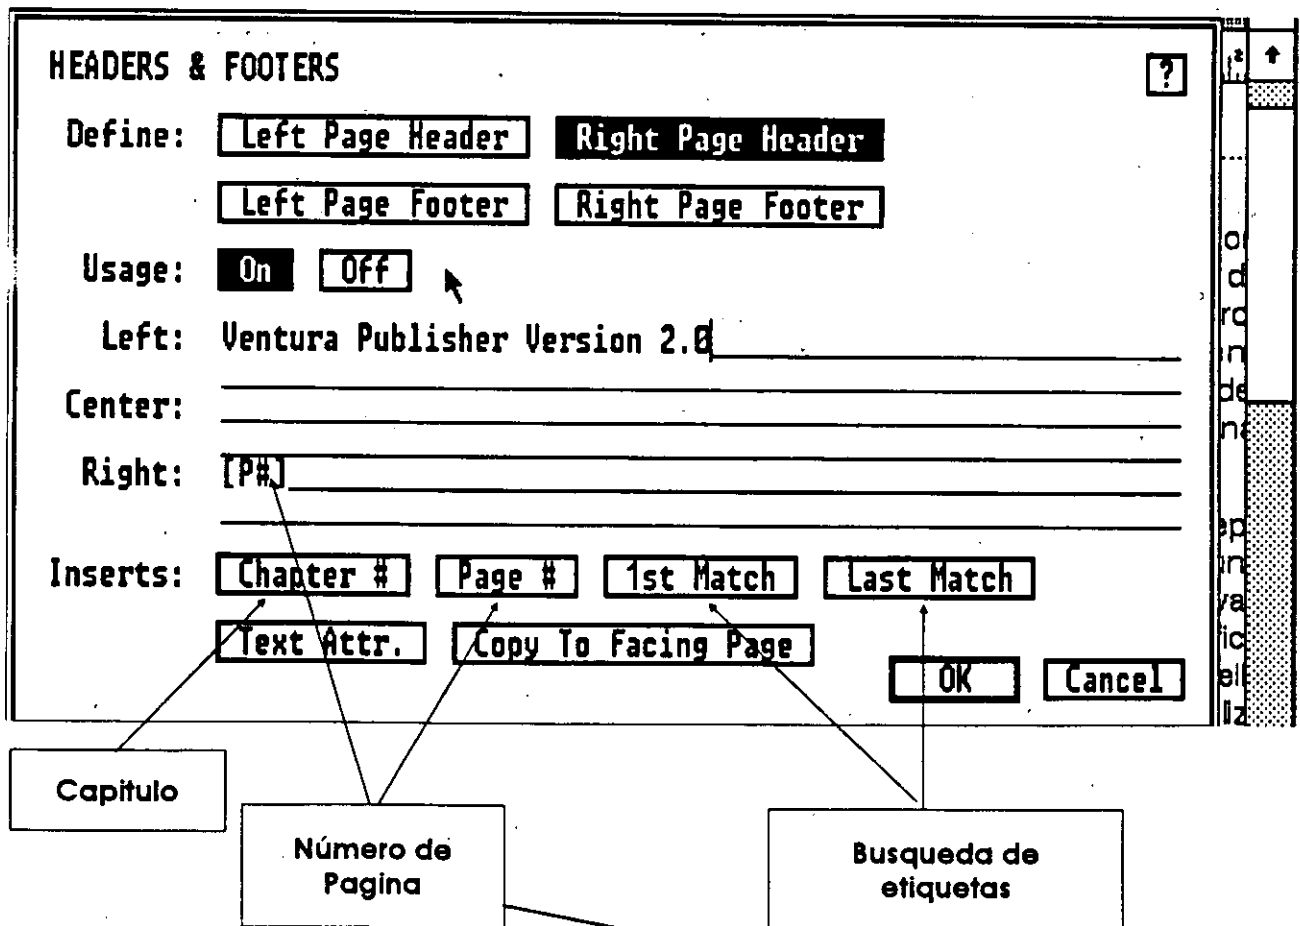 HEADERS & FOOTERS ?
Define: Left Page Header Right Page Header
Left Page Footer Right Page Footer
Usage: On Off
Left: Ventura Publisher Version 2.0
Center:
Right: [P#]
Inserts: Chapter # Page # 1st Match Last Match
Text Attr. Copy To Facing Page
OK Cancel
Capitulo
Número de
Pagina
Busqueda de
etiquetas